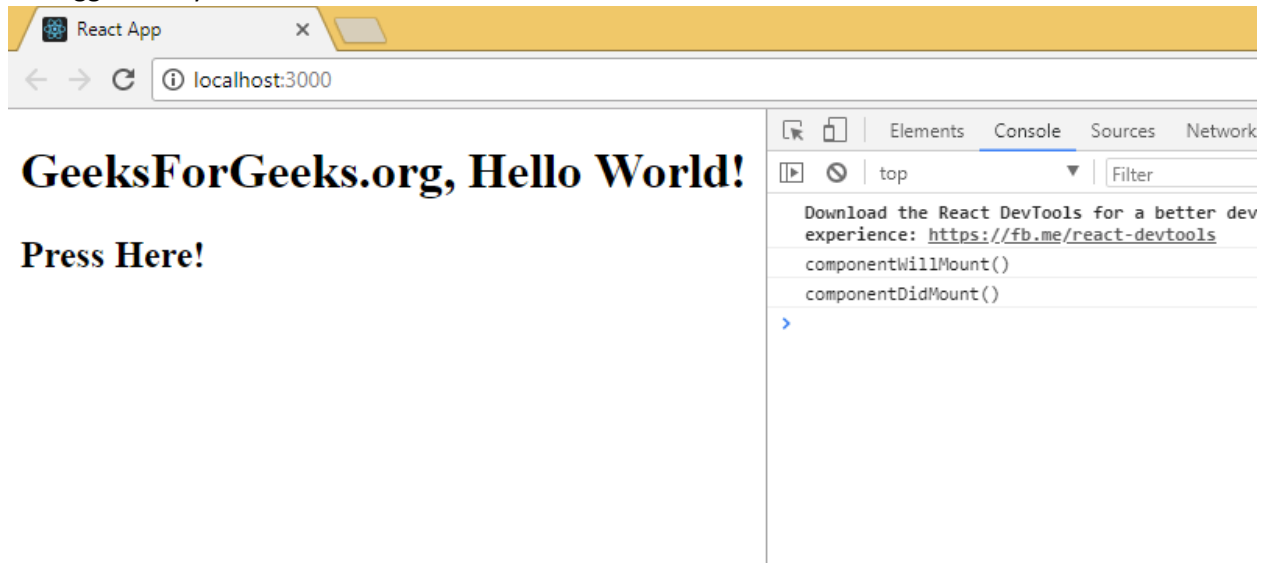 React App
localhost:3000
Elements Console Sources Network
top Filter
GeeksForGeeks.org, Hello World!
Press Here!
Download the React DevTools for a better dev
experience: https://fb.me/react-devtools
componentWillMount()
componentDidMount()
>